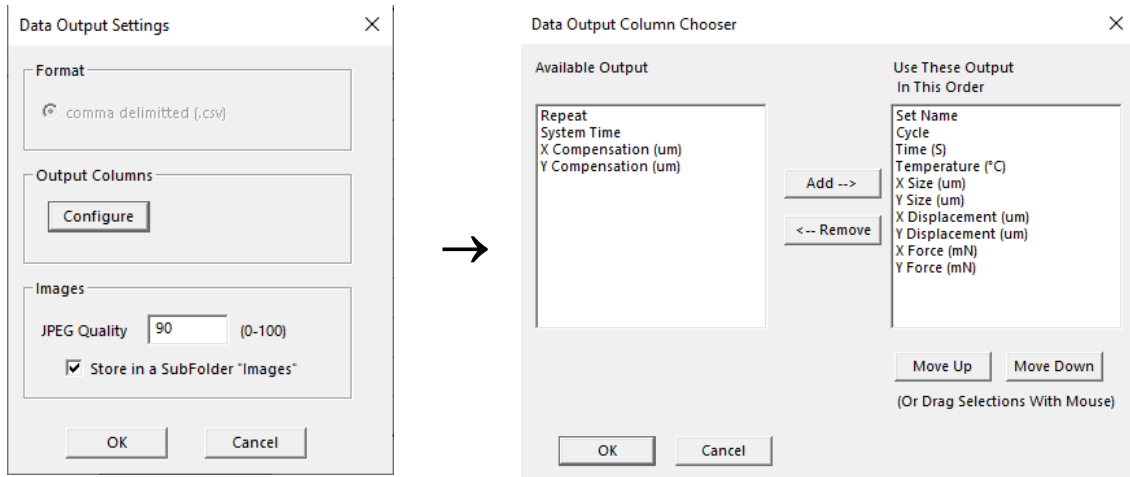 Data Output Settings
Format
comma delimitted (.csv)
Output Columns
Configure
Images
JPEG Quality 90 (0-100)
Store in a SubFolder "Images"
OK Cancel
→
Data Output Column Chooser
Available Output
Repeat
System Time
X Compensation (um)
Y Compensation (um)
Add -->
<-- Remove
Use These Output
In This Order
Set Name
Cycle
Time (S)
Temperature (°C)
X Size (um)
Y Size (um)
X Displacement (um)
Y Displacement (um)
X Force (mN)
Y Force (mN)
Move Up Move Down
(Or Drag Selections With Mouse)
OK Cancel